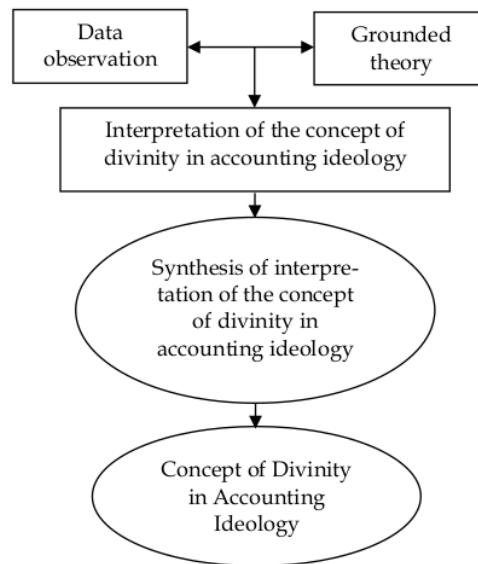 Data
observation
Grounded
theory
Interpretation of the concept of
divinity in accounting ideology
Synthesis of interpre-
tation of the concept
of divinity in
accounting ideology
Concept of Divinity
in Accounting
Ideology